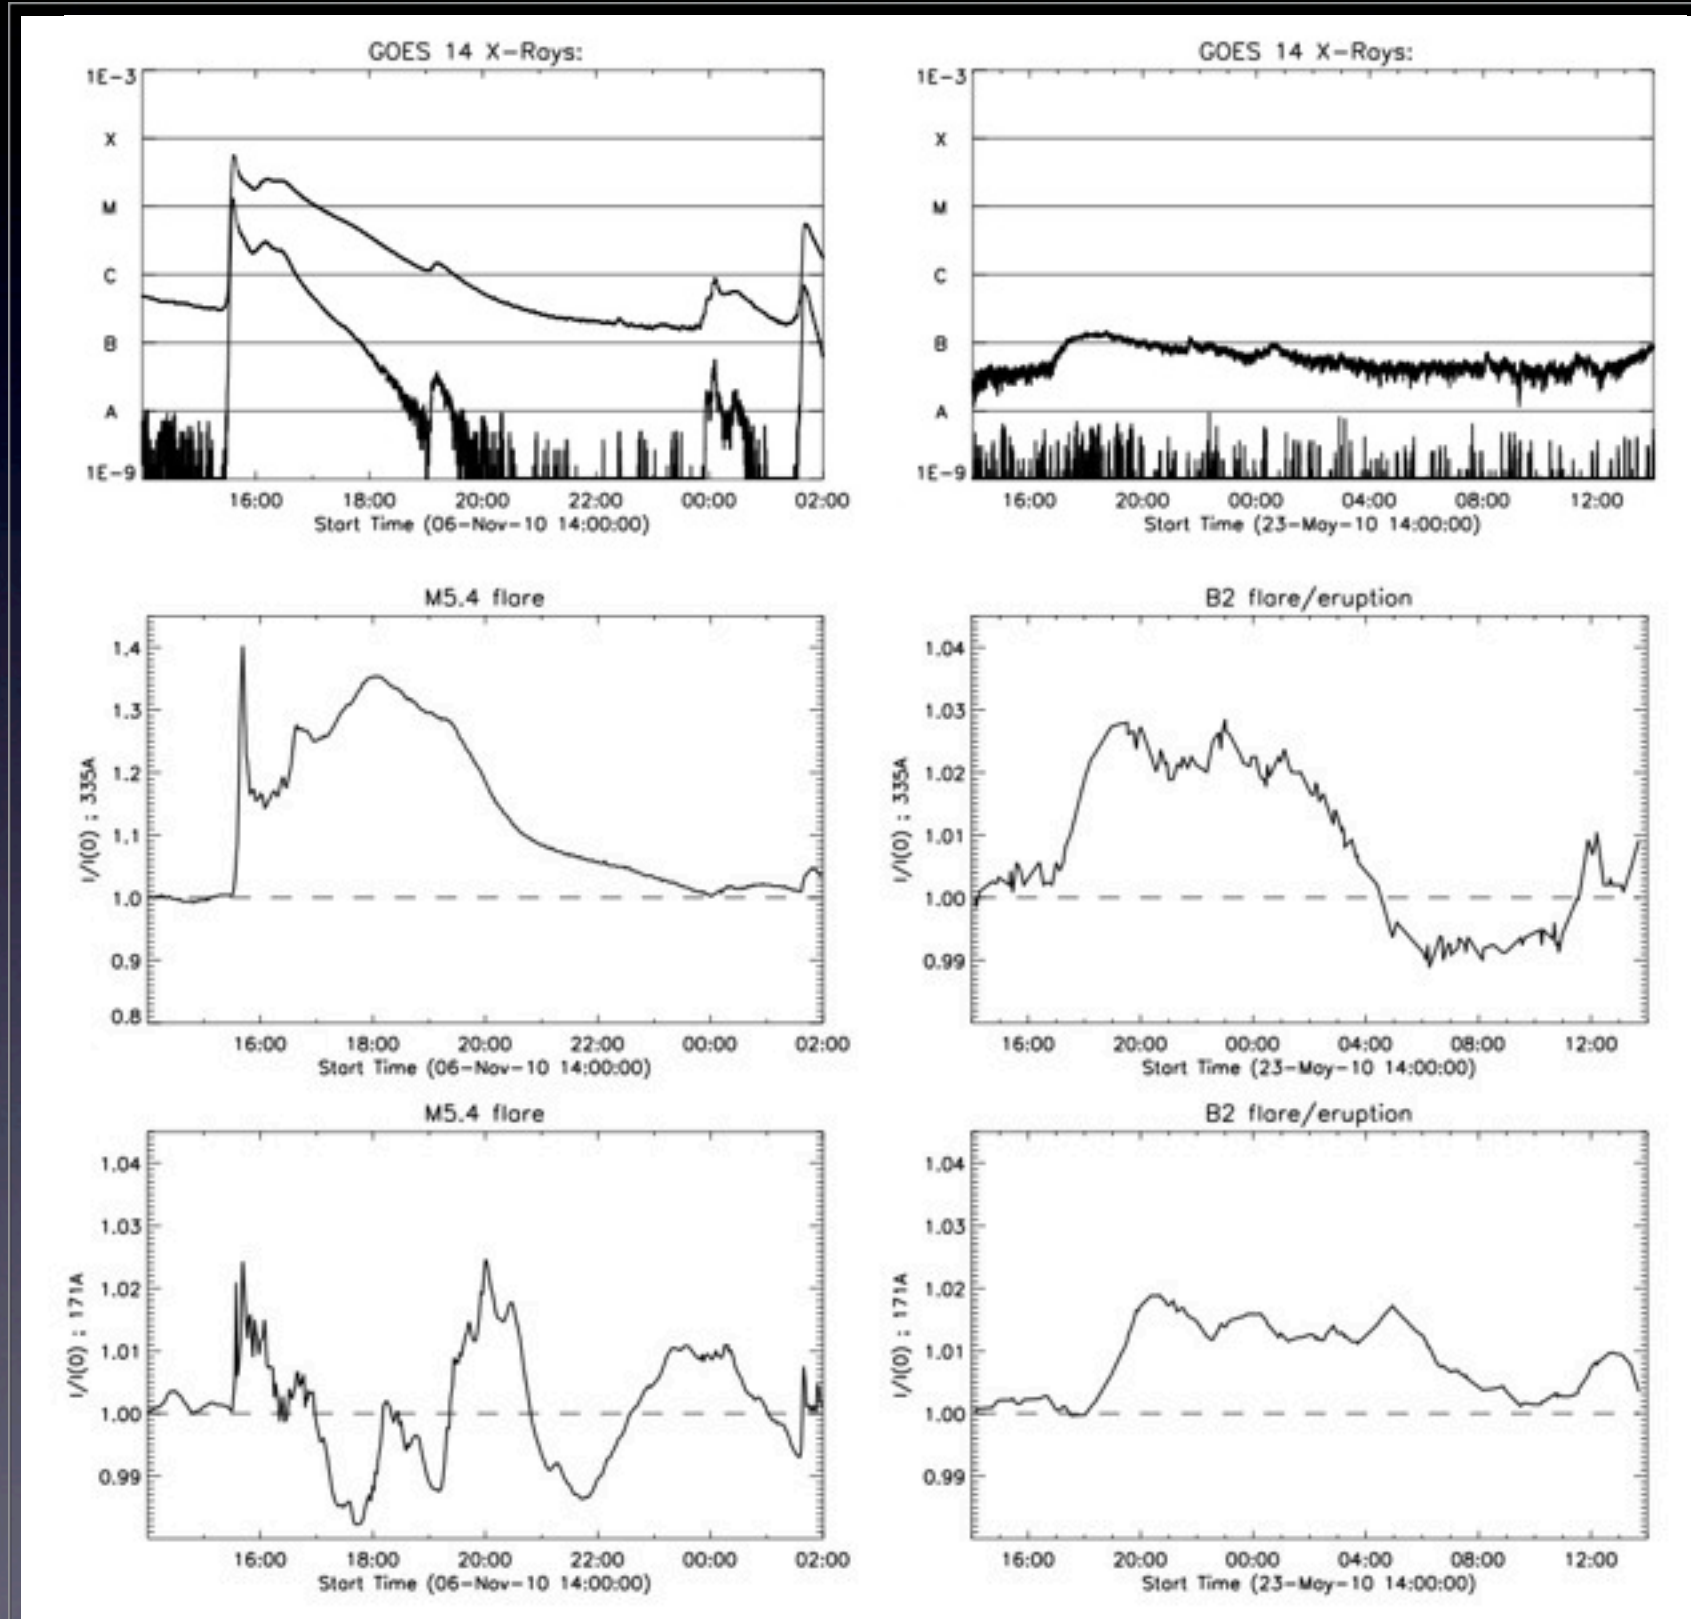 GOES 14 X-Rays:
1E-3
X
M
C
B
A
1E-9
16:00 18:00 20:00 22:00 00:00 02:00
Start Time (06-Nov-10 14:00:00)
GOES 14 X-Rays:
1E-3
X
M
C
B
A
1E-9
16:00 20:00 00:00 04:00 08:00 12:00
Start Time (23-May-10 14:00:00)
M5.4 flare
I/I(0) ; 335A
1.4
1.3
1.2
1.1
1.0
0.9
0.8
16:00 18:00 20:00 22:00 00:00 02:00
Start Time (06-Nov-10 14:00:00)
B2 flare/eruption
I/I(0) ; 335A
1.04
1.03
1.02
1.01
1.00
0.99
16:00 20:00 00:00 04:00 08:00 12:00
Start Time (23-May-10 14:00:00)
M5.4 flare
I/I(0) ; 171A
1.04
1.03
1.02
1.01
1.00
0.99
16:00 18:00 20:00 22:00 00:00 02:00
Start Time (06-Nov-10 14:00:00)
B2 flare/eruption
I/I(0) ; 171A
1.04
1.03
1.02
1.01
1.00
0.99
16:00 20:00 00:00 04:00 08:00 12:00
Start Time (23-May-10 14:00:00)